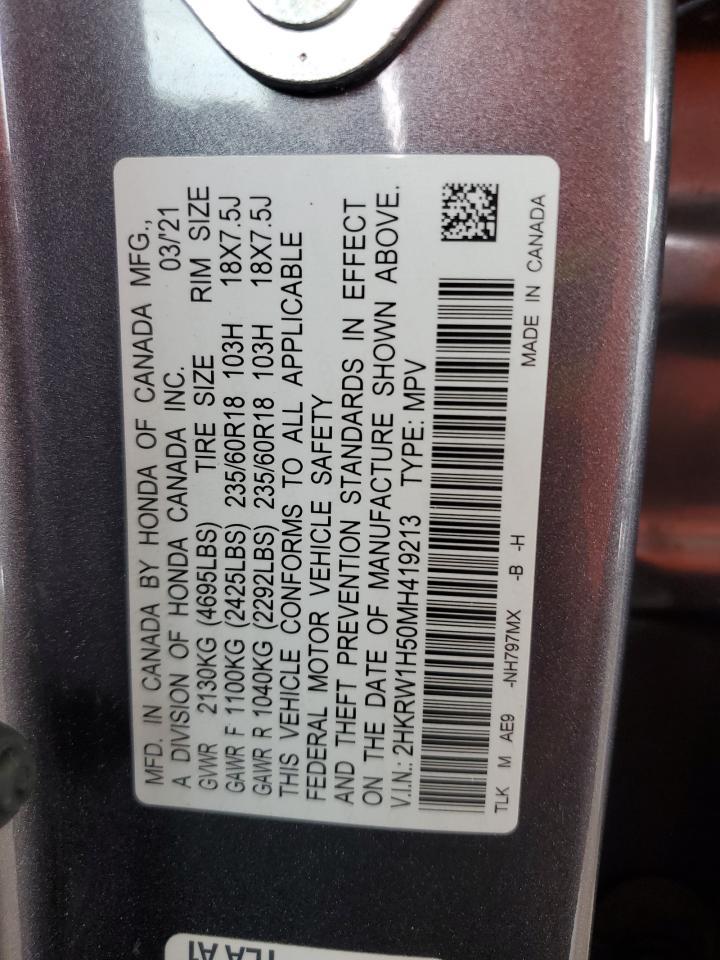 MFD. IN CANADA BY HONDA OF CANADA MFG.,
A DIVISION OF HONDA CANADA INC. 03/'21
GVWR 2130KG (4695LBS) TIRE SIZE RIM SIZE
GAWR F 1100KG (2425LBS) 235/60R18 103H 18X7.5J
GAWR R 1040KG (2292LBS) 235/60R18 103H 18X7.5J
THIS VEHICLE CONFORMS TO ALL APPLICABLE
FEDERAL MOTOR VEHICLE SAFETY
AND THEFT PREVENTION STANDARDS IN EFFECT
ON THE DATE OF MANUFACTURE SHOWN ABOVE.
V.I.N.: 2HKRW1H50MH419213 TYPE: MPV
TLK M AE9 -NH797MX -B -H MADE IN CANADA